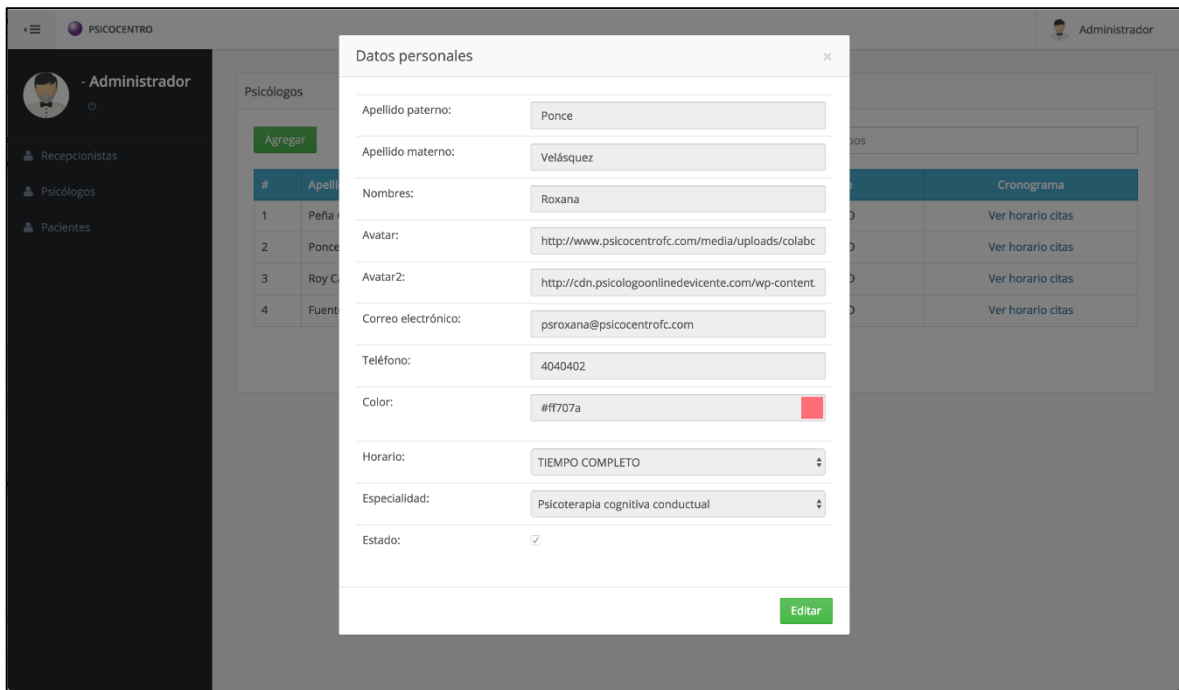 PSICOCENTRO
Administrador
- Administrador
Recepcionistas
Psicólogos
Pacientes
Psicólogos
Agregar
# Cronograma
1 Peña Ver horario citas
2 Ponce Ver horario citas
3 Roy Ver horario citas
4 Ver horario citas
Datos personales ×
Apellido paterno: Ponce
Apellido materno: Velásquez
Nombres: Roxana
Avatar: http://www.psicocentrofc.com/media/uploads/colabc
Avatar2: http://cdn.psicologoonlinedevicente.com/wp-content.
Correo electrónico: psroxana@psicocentrofc.com
Teléfono: 4040402
Color: #ff707a
Horario: TIEMPO COMPLETO
Especialidad: Psicoterapia cognitiva conductual
Estado:
Editar